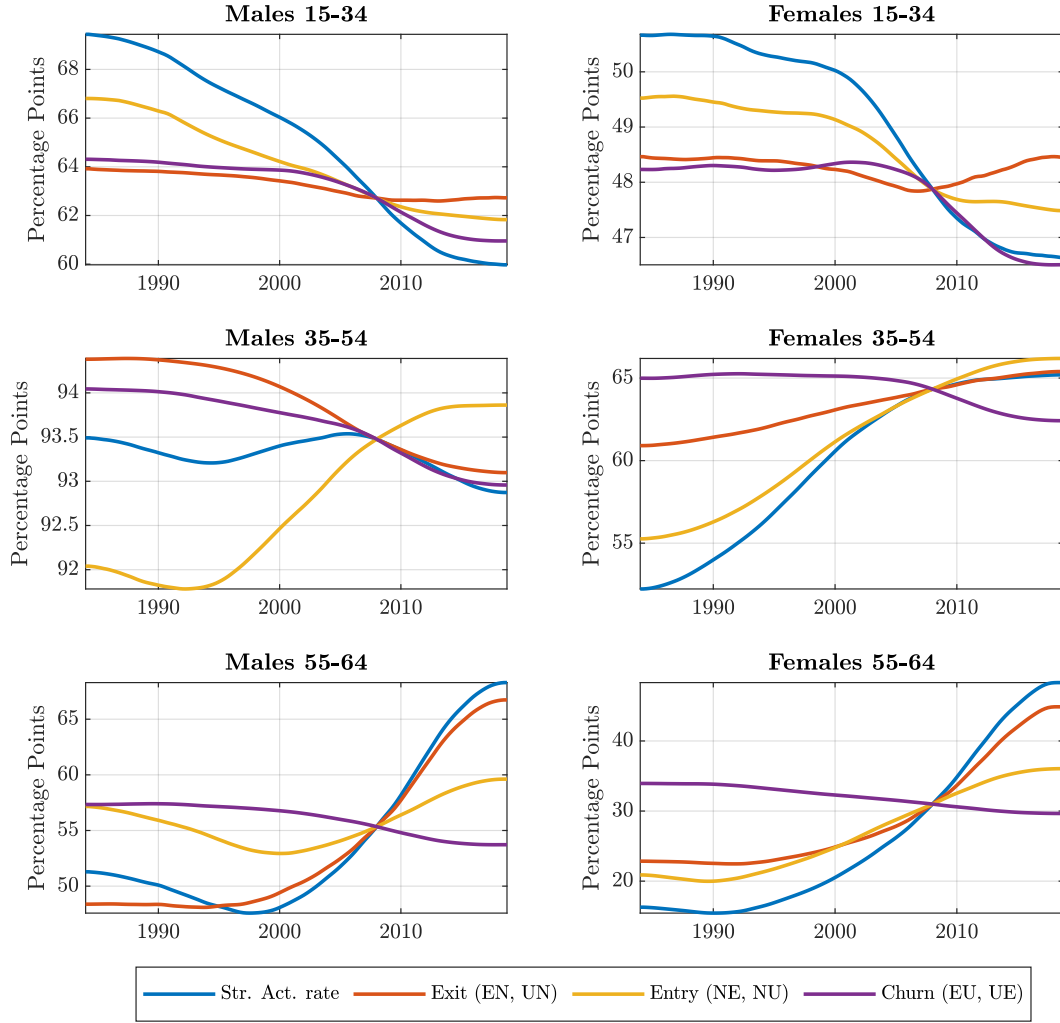 Males 15-34
Females 15-34
Percentage Points
68
66
64
62
60
1990
2000
2010
Percentage Points
50
49
48
47
1990
2000
2010
Males 35-54
Females 35-54
Percentage Points
94
93.5
93
92.5
92
1990
2000
2010
Percentage Points
65
60
55
1990
2000
2010
Males 55-64
Females 55-64
Percentage Points
65
60
55
50
1990
2000
2010
Percentage Points
40
30
20
1990
2000
2010
Str. Act. rate
Exit (EN, UN)
Entry (NE, NU)
Churn (EU, UE)